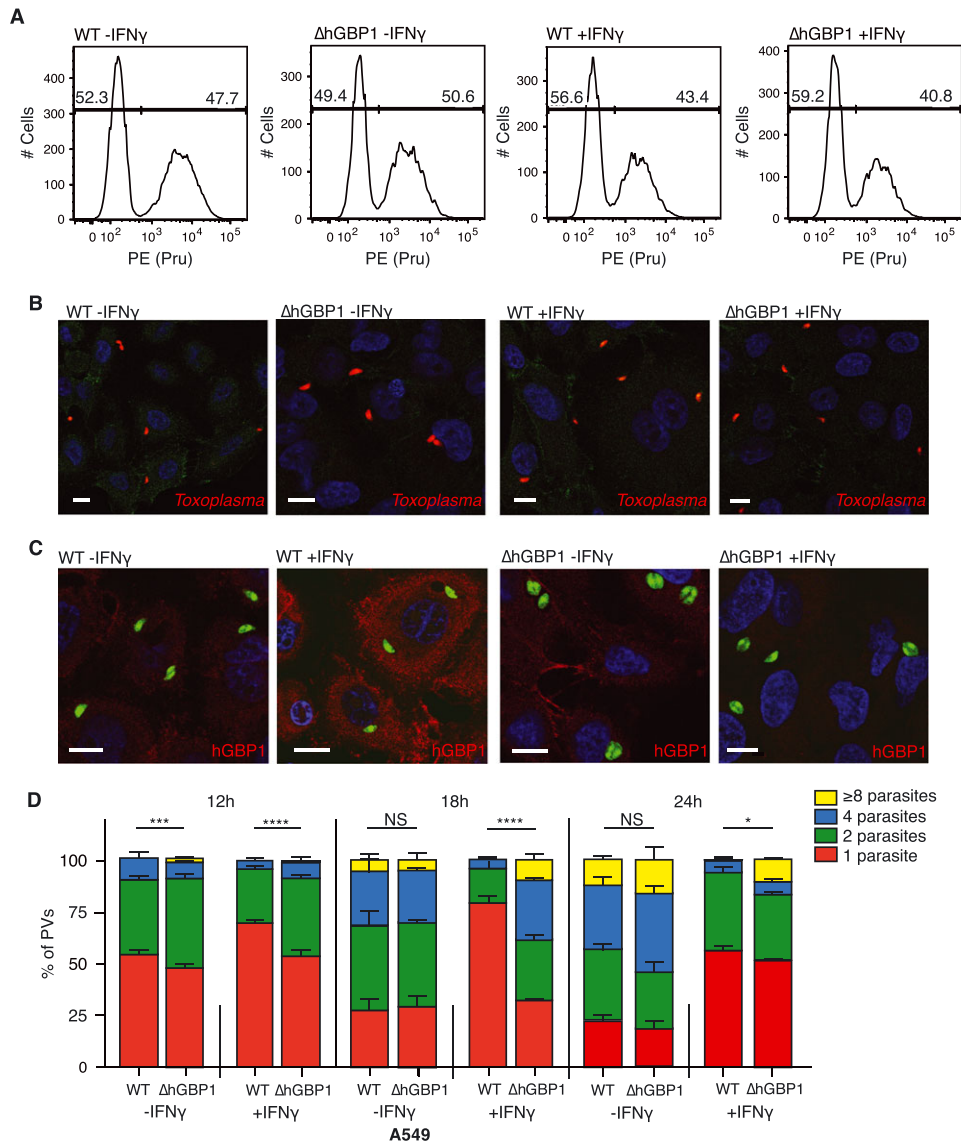 A
WT -IFNγ
ΔhGBP1 -IFNγ
WT +IFNγ
ΔhGBP1 +IFNγ
# Cells
400
300
200
100
0
52.3
47.7
0 10² 10³ 10⁴ 10⁵
PE (Pru)
# Cells
300
200
100
0
49.4
50.6
0 10² 10³ 10⁴ 10⁵
PE (Pru)
# Cells
300
200
100
0
56.6
43.4
0 10² 10³ 10⁴ 10⁵
PE (Pru)
# Cells
400
300
200
100
0
59.2
40.8
0 10² 10³ 10⁴ 10⁵
PE (Pru)
B
WT -IFNγ
ΔhGBP1 -IFNγ
WT +IFNγ
ΔhGBP1 +IFNγ
Toxoplasma
Toxoplasma
Toxoplasma
Toxoplasma
C
WT -IFNγ
WT +IFNγ
ΔhGBP1 -IFNγ
ΔhGBP1 +IFNγ
hGBP1
hGBP1
hGBP1
hGBP1
D
12h
18h
24h
***
****
NS
****
NS
*
≥8 parasites
4 parasites
2 parasites
1 parasite
% of PVs
100
75
50
25
0
WT ΔhGBP1 WT ΔhGBP1 WT ΔhGBP1 WT ΔhGBP1 WT ΔhGBP1 WT ΔhGBP1
-IFNγ +IFNγ -IFNγ +IFNγ -IFNγ +IFNγ
A549